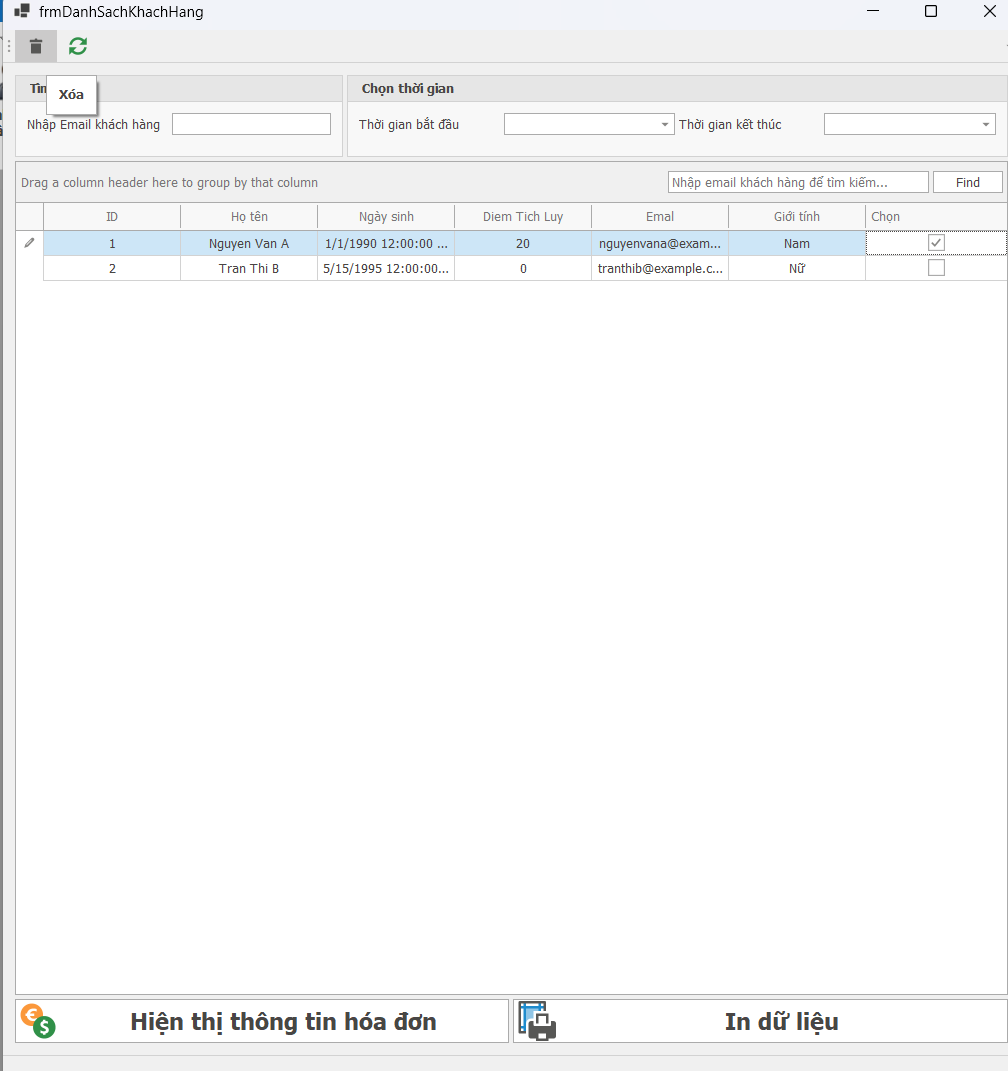 frmDanhSachKhachHang
Xóa
Chọn thời gian
Nhập Email khách hàng
Thời gian bắt đầu
Thời gian kết thúc
Drag a column header here to group by that column
Nhập email khách hàng để tìm kiếm...
Find
ID Họ tên Ngày sinh Diem Tich Luy Emal Giới tính Chọn
1 Nguyen Van A 1/1/1990 12:00:00 ... 20 nguyenvana@exam... Nam
2 Tran Thi B 5/15/1995 12:00:00... 0 tranthib@example.c... Nữ
Hiện thị thông tin hóa đơn
In dữ liệu